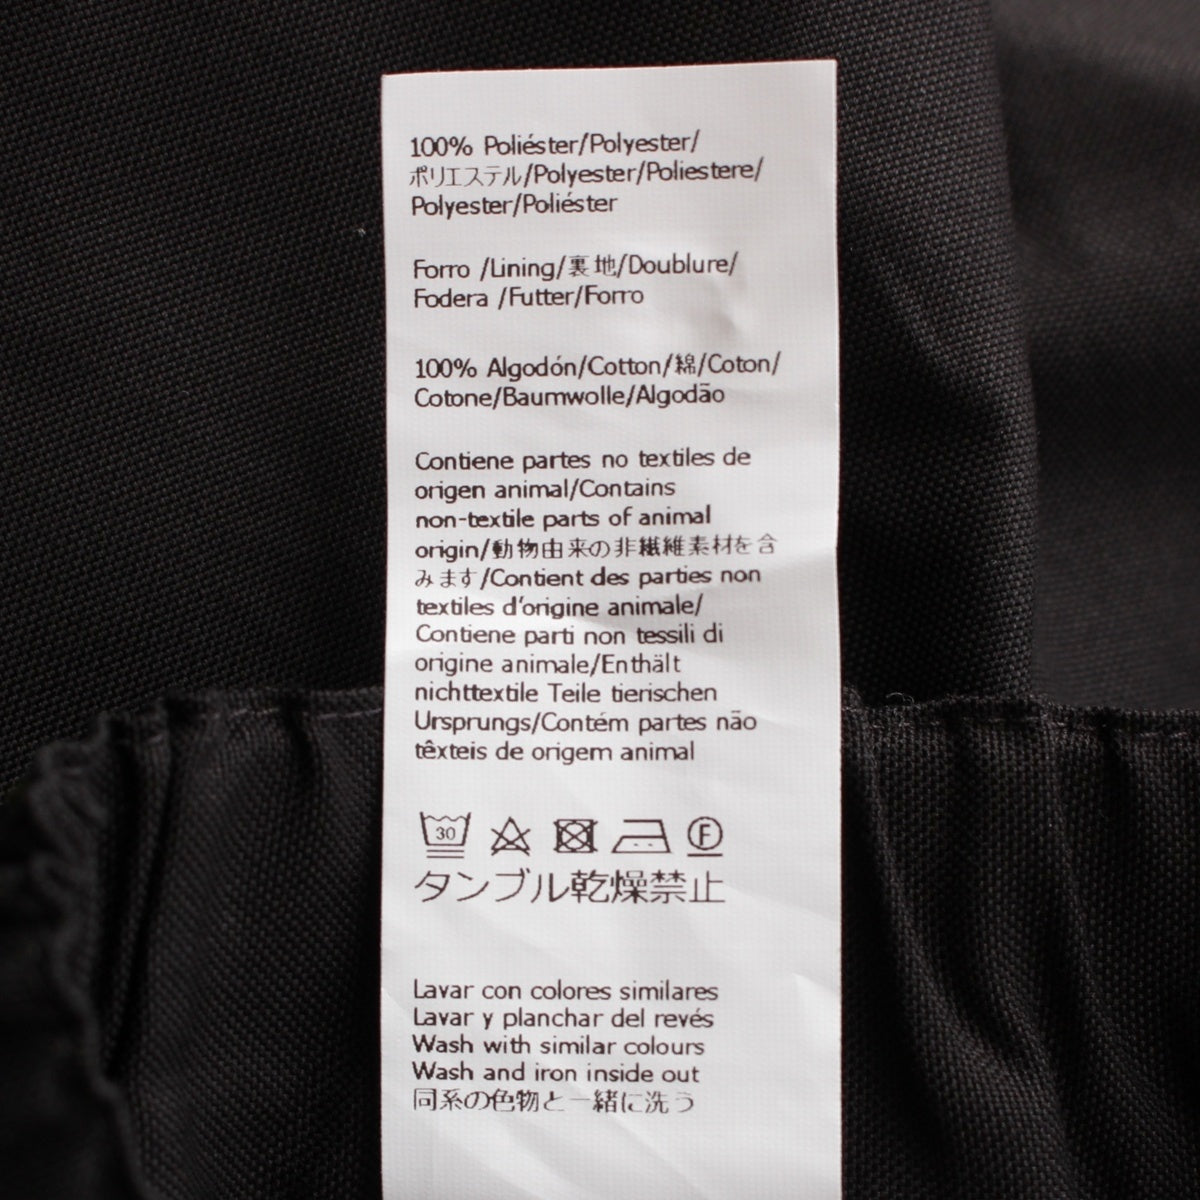 100% Poliéster/Polyester/
ポリエステル/Polyester/Poliestere/
Polyester/Poliéster
Forro /Lining/裏地/Doublure/
Fodera /Futter/Forro
100% Algodón/Cotton/綿/Coton/
Cotone/Baumwolle/Algodão
Contiene partes no textiles de
origen animal/Contains
non-textile parts of animal
origin/動物由来の非繊維素材を含
みます/Contient des parties non
textiles d'origine animale/
Contiene parti non tessili di
origine animale/Enthält
nichttextile Teile tierischen
Ursprungs/Contém partes não
têxteis de origem animal
30 F
タンブル乾燥禁止
Lavar con colores similares
Lavar y planchar del revés
Wash with similar colours
Wash and iron inside out
同系の色物と一緒に洗う